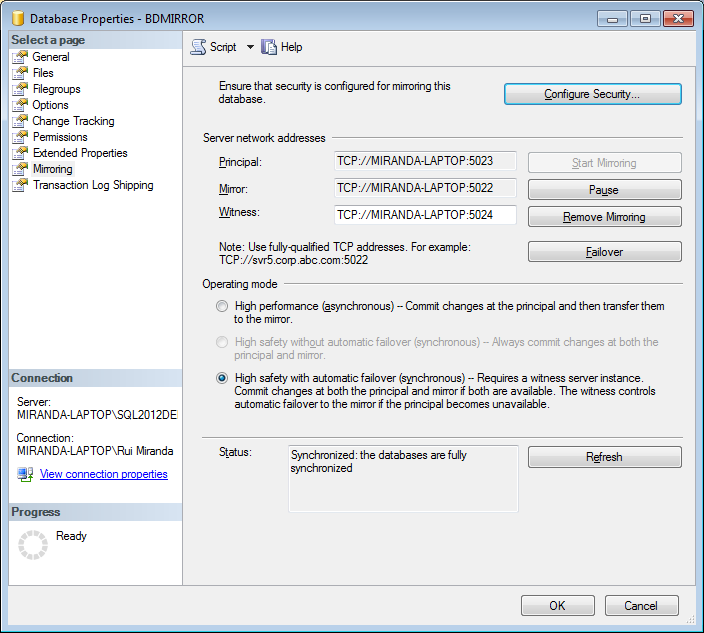 Database Properties - BDMIRROR
Select a page
General
Files
Filegroups
Options
Change Tracking
Permissions
Extended Properties
Mirroring
Transaction Log Shipping
Connection
Server:
MIRANDA-LAPTOP\SQL2012DE
Connection:
MIRANDA-LAPTOP\Rui Miranda
View connection properties
Progress
Ready
Script
Help
Ensure that security is configured for mirroring this
database.
Configure Security...
Server network addresses
Principal:
TCP://MIRANDA-LAPTOP:5023
Start Mirroring
Mirror:
TCP://MIRANDA-LAPTOP:5022
Pause
Witness:
TCP://MIRANDA-LAPTOP:5024
Remove Mirroring
Note: Use fully-qualified TCP addresses. For example:
TCP://svr5.corp.abc.com:5022
Failover
Operating mode
High performance (asynchronous) -- Commit changes at the principal and then transfer them
to the mirror.
High safety without automatic failover (synchronous) -- Always commit changes at both the
principal and mirror.
High safety with automatic failover (synchronous) -- Requires a witness server instance.
Commit changes at both the principal and mirror if both are available. The witness controls
automatic failover to the mirror if the principal becomes unavailable.
Status:
Synchronized: the databases are fully
synchronized
Refresh
OK
Cancel